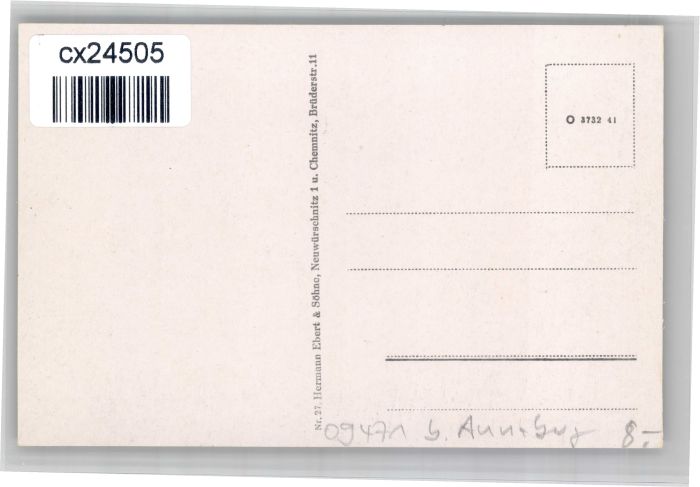 cx24505
O 3732 41
Nr. 27. Hermann Ebert & Söhne, Neuwürschnitz 1 u. Chemnitz, Brüderstr. 11
09471 b. Annaberg 8.-